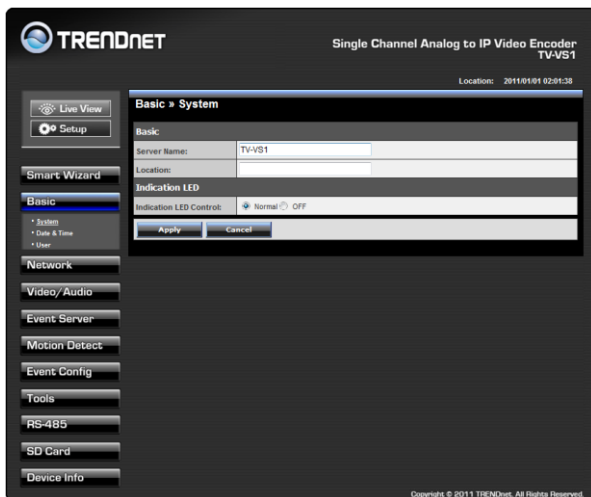 TRENDNET
Single Channel Analog to IP Video Encoder
TV-VS1
Location: 2011/01/01 02:01:38
Live View
Setup
Smart Wizard
Basic
• System
• Date & Time
• User
Network
Video/Audio
Event Server
Motion Detect
Event Config
Tools
RS-485
SD Card
Device Info
Basic » System
Basic
Server Name: TV-VS1
Location:
Indication LED
Indication LED Control: Normal OFF
Apply Cancel
Copyright © 2011 TRENDnet. All Rights Reserved.